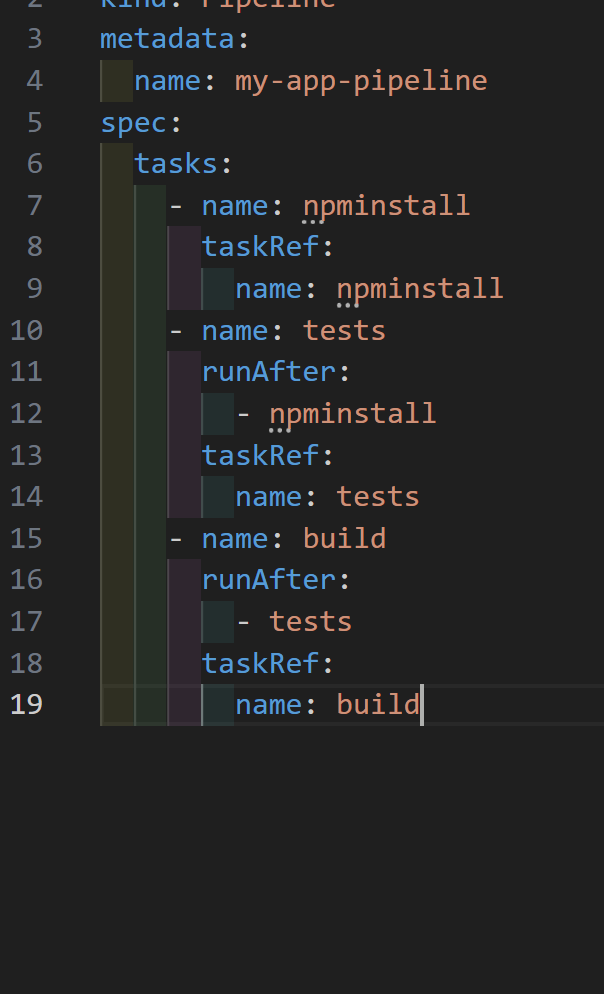 2 kind: Pipeline
3 metadata:
4   name: my-app-pipeline
5 spec:
6   tasks:
7     - name: npminstall
8       taskRef:
9         name: npminstall
10     - name: tests
11       runAfter:
12         - npminstall
13       taskRef:
14         name: tests
15     - name: build
16       runAfter:
17         - tests
18       taskRef:
19         name: build